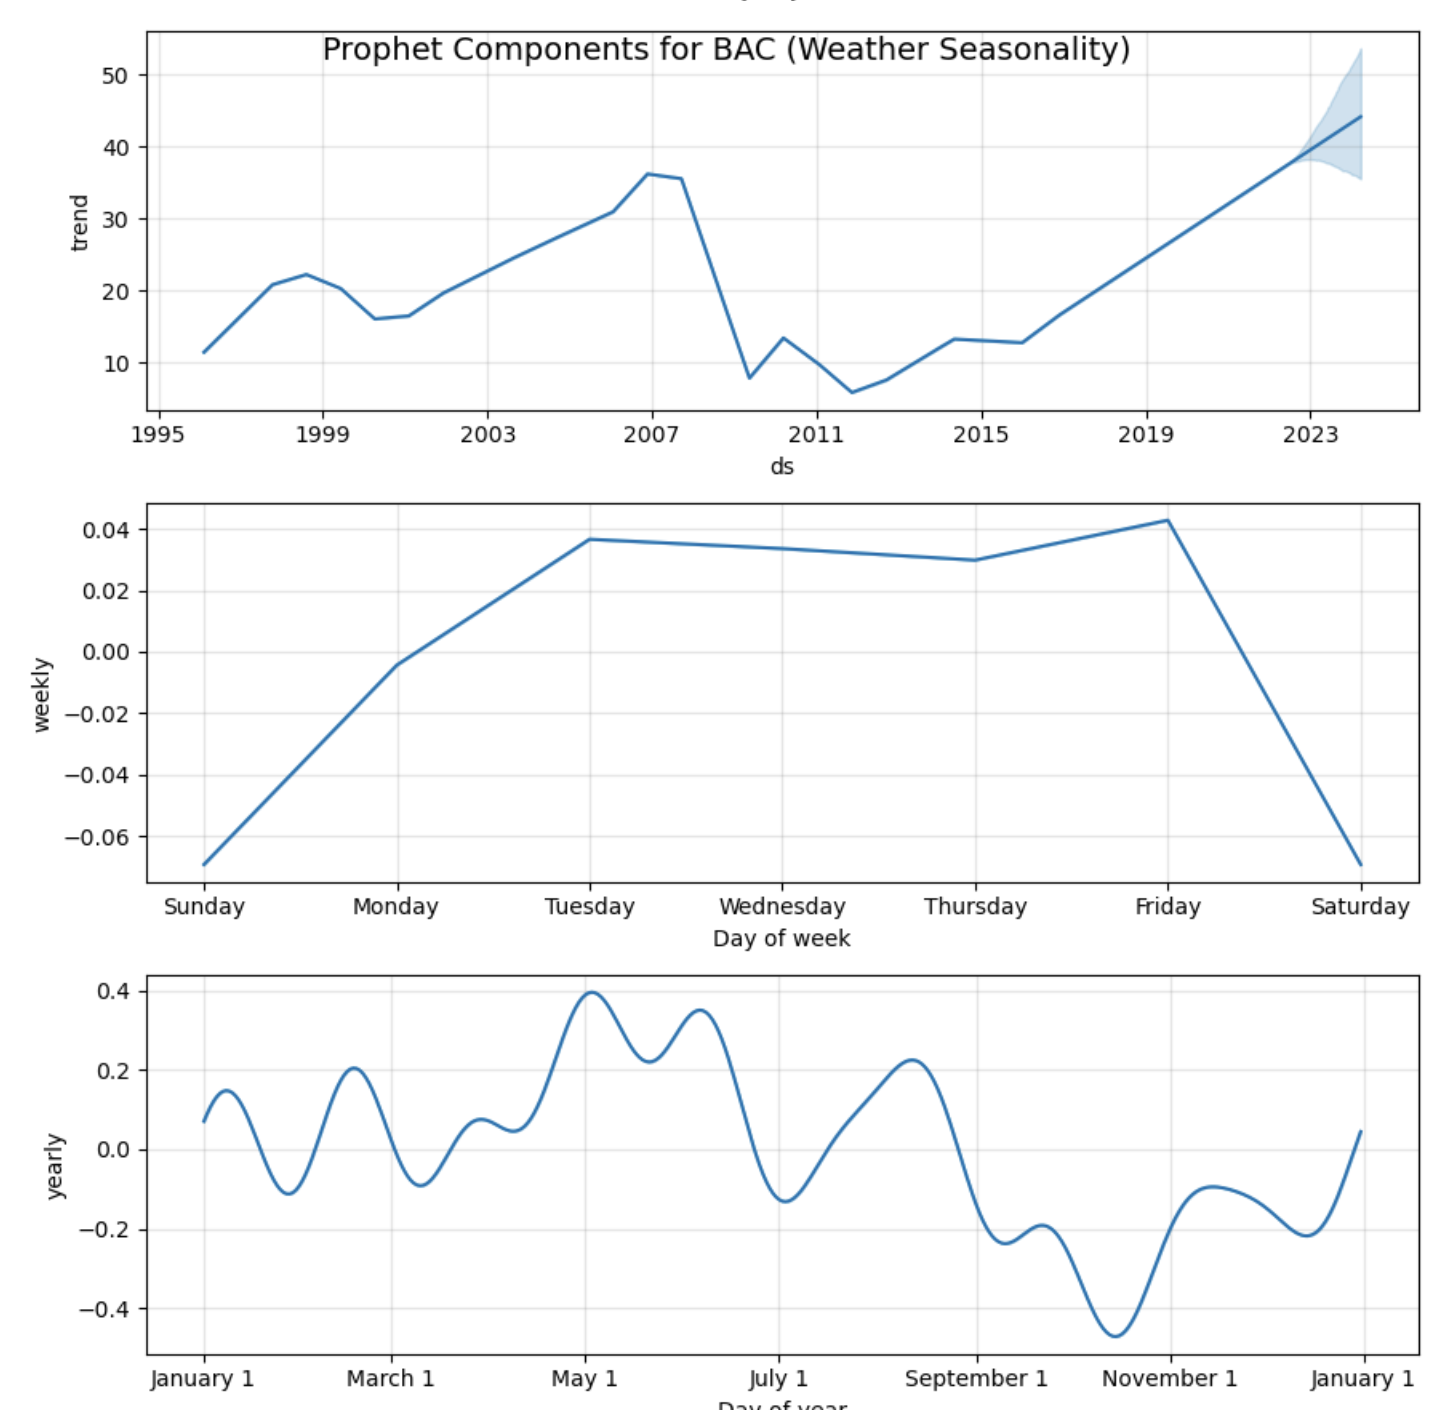 Prophet Components for BAC (Weather Seasonality)
50
40
30
20
10
trend
1995 1999 2003 2007 2011 2015 2019 2023
ds
0.04
0.02
0.00
−0.02
−0.04
−0.06
weekly
Sunday Monday Tuesday Wednesday Thursday Friday Saturday
Day of week
0.4
0.2
0.0
−0.2
−0.4
yearly
January 1 March 1 May 1 July 1 September 1 November 1 January 1
Day of year